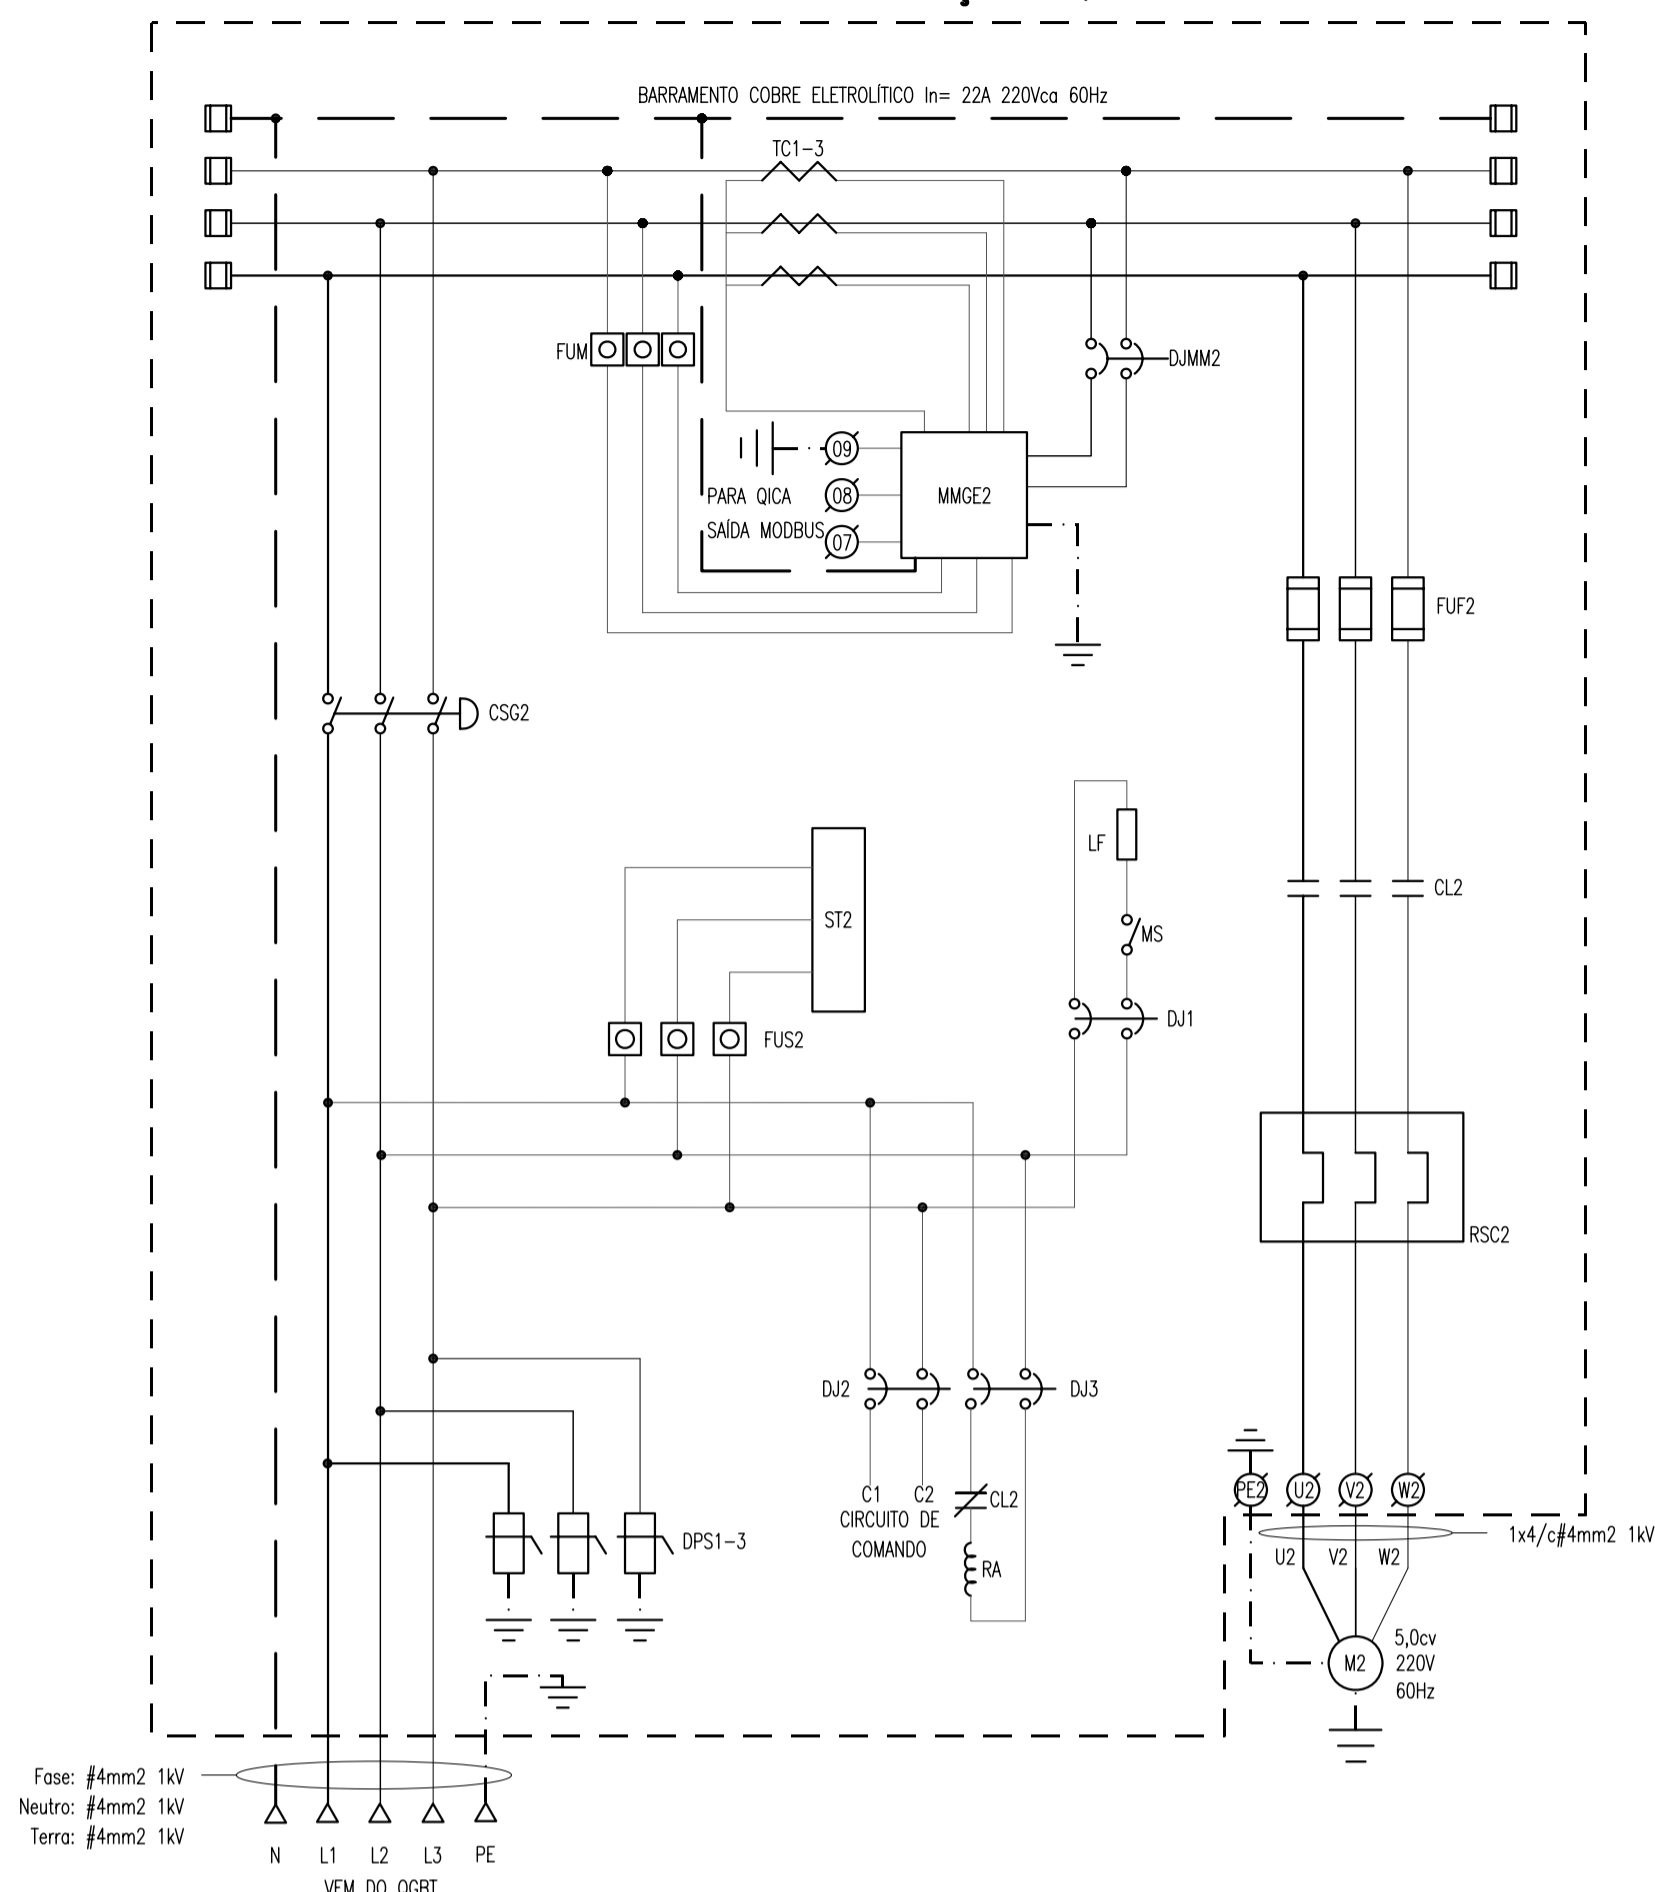 BARRAMENTO COBRE ELETROLÍTICO In= 22A 220Vca 60Hz
TC1-3
FUM
DJMM2
09
PARA QICA
08
MMGE2
SAÍDA MODBUS
07
FUF2
CSG2
LF
CL2
ST2
MS
DJ1
FUS2
RSC2
DJ2
DJ3
PE2
U2
V2
W2
C1
C2
CL2
CIRCUITO DE
COMANDO
1x4/c#4mm2 1kV
DPS1-3
U2
V2
W2
RA
5,0cv
M2
220V
60Hz
Fase: #4mm2 1kV
Neutro: #4mm2 1kV
Terra: #4mm2 1kV
N
L1
L2
L3
PE
VEM DO QGBT